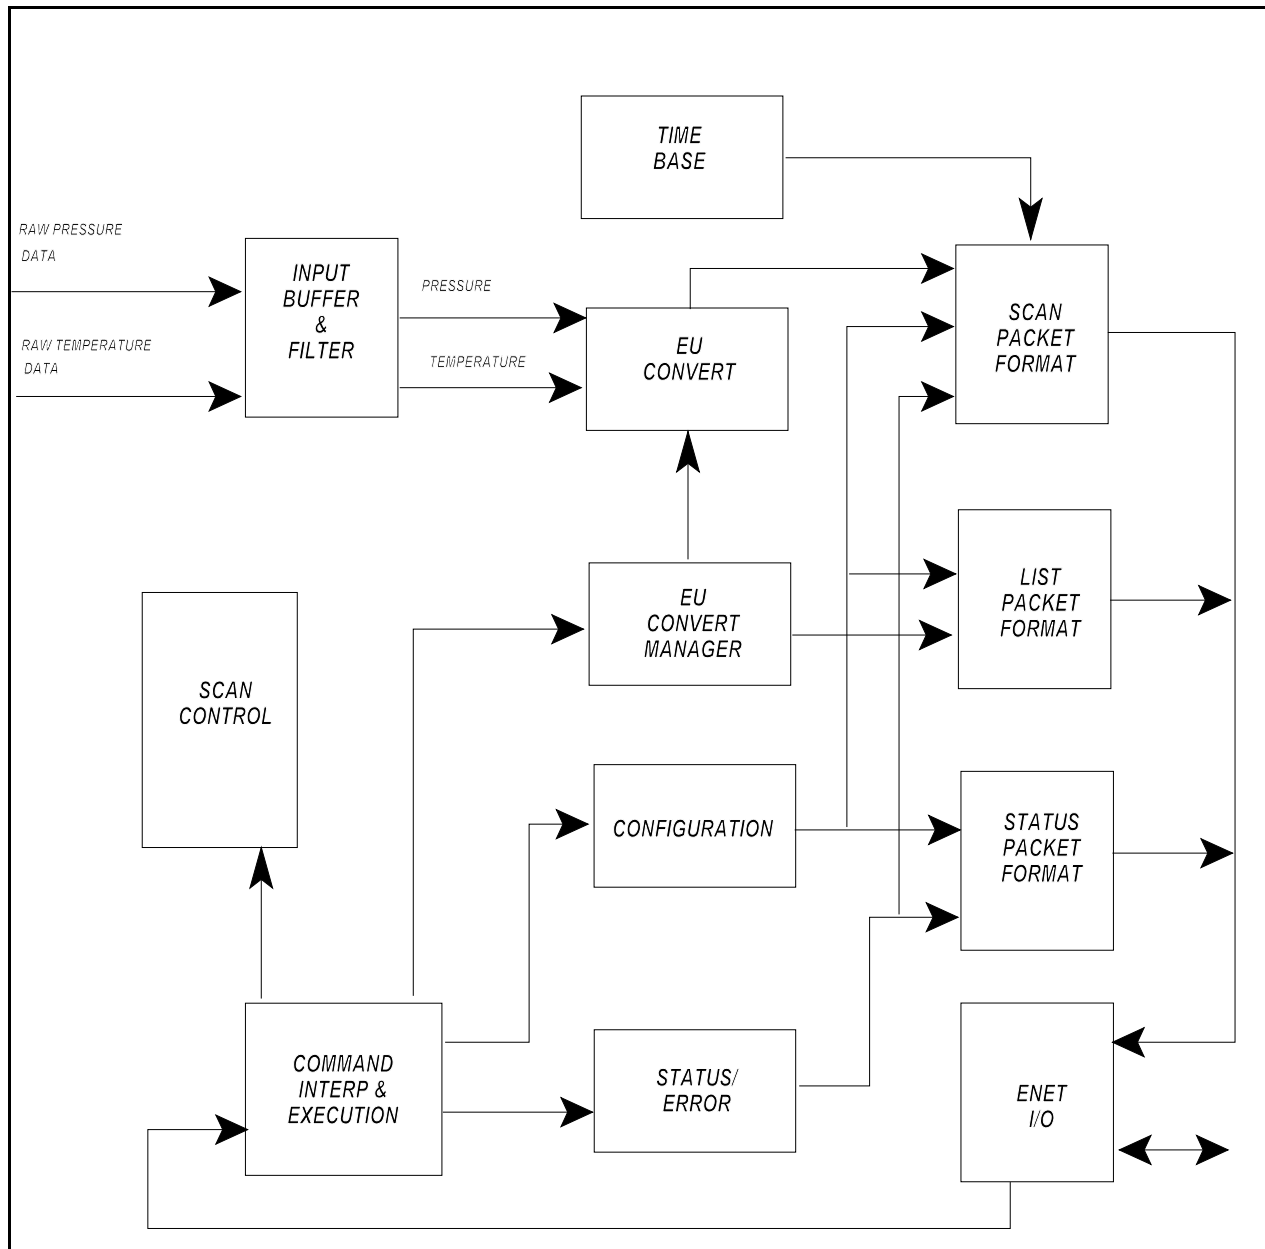 TIME
BASE
RAW PRESSURE
DATA
INPUT
BUFFER
&
FILTER
PRESSURE
TEMPERATURE
RAW TEMPERATURE
DATA
EU
CONVERT
SCAN
PACKET
FORMAT
EU
CONVERT
MANAGER
LIST
PACKET
FORMAT
SCAN
CONTROL
CONFIGURATION
STATUS
PACKET
FORMAT
COMMAND
INTERP &
EXECUTION
STATUS/
ERROR
ENET
I/O